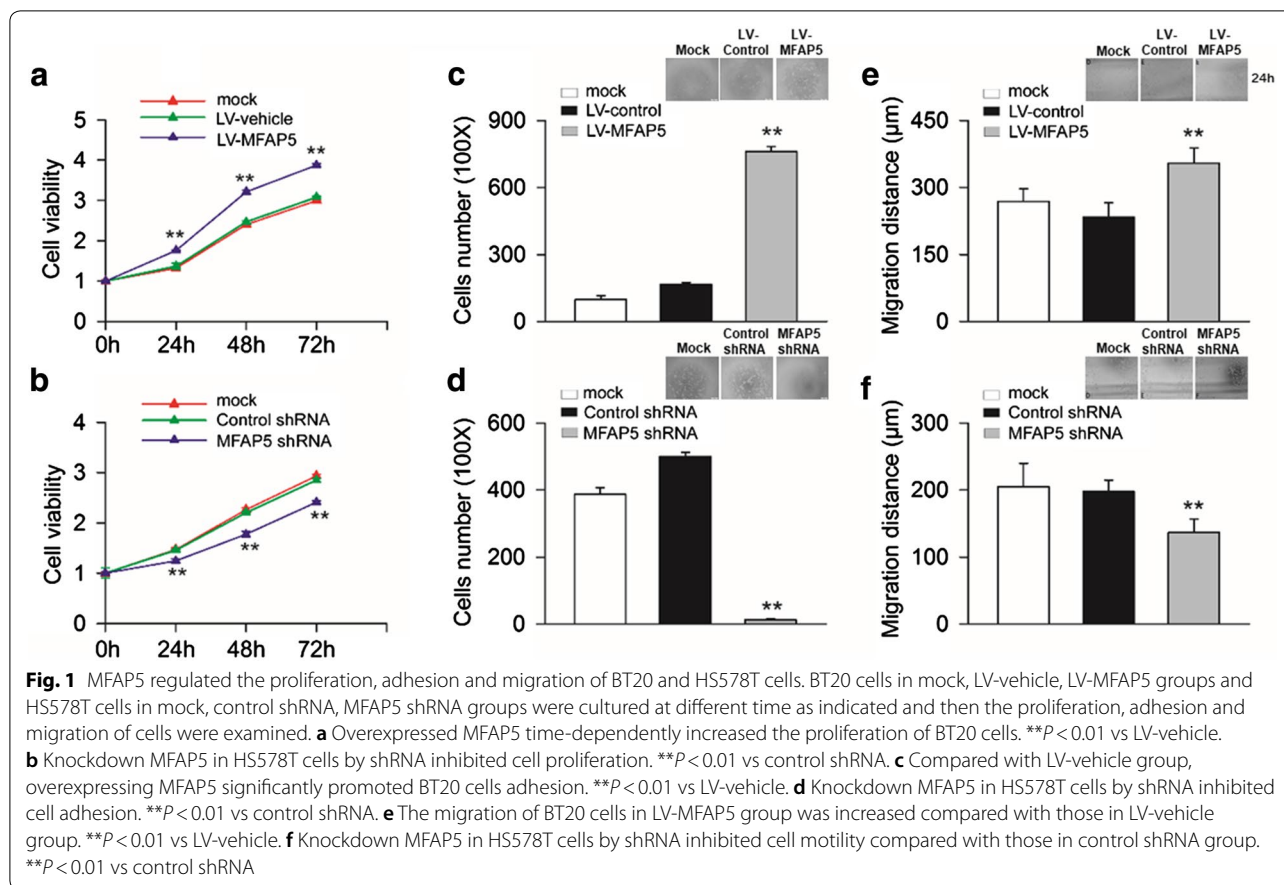 a
mock
LV-vehicle
LV-MFAP5
Cell viability
5
4
3
2
1
0
**
**
**
0h 24h 48h 72h
b
mock
Control shRNA
MFAP5 shRNA
Cell viability
4
3
2
1
0
**
**
**
0h 24h 48h 72h
c
Mock LV-Control LV-MFAP5
mock
LV-control
LV-MFAP5
Cells number (100X)
900
600
300
0
**
d
Mock Control shRNA MFAP5 shRNA
mock
Control shRNA
MFAP5 shRNA
Cells number (100X)
600
400
200
0
**
e
Mock LV-Control LV-MFAP5
24h
mock
LV-control
LV-MFAP5
Migration distance (µm)
450
300
150
0
**
f
Mock Control shRNA MFAP5 shRNA
mock
Control shRNA
MFAP5 shRNA
Migration distance (µm)
300
200
100
0
**
Fig. 1 MFAP5 regulated the proliferation, adhesion and migration of BT20 and HS578T cells. BT20 cells in mock, LV-vehicle, LV-MFAP5 groups and
HS578T cells in mock, control shRNA, MFAP5 shRNA groups were cultured at different time as indicated and then the proliferation, adhesion and
migration of cells were examined. a Overexpressed MFAP5 time-dependently increased the proliferation of BT20 cells. **P < 0.01 vs LV-vehicle.
b Knockdown MFAP5 in HS578T cells by shRNA inhibited cell proliferation. **P < 0.01 vs control shRNA. c Compared with LV-vehicle group,
overexpressing MFAP5 significantly promoted BT20 cells adhesion. **P < 0.01 vs LV-vehicle. d Knockdown MFAP5 in HS578T cells by shRNA inhibited
cell adhesion. **P < 0.01 vs control shRNA. e The migration of BT20 cells in LV-MFAP5 group was increased compared with those in LV-vehicle
group. **P < 0.01 vs LV-vehicle. f Knockdown MFAP5 in HS578T cells by shRNA inhibited cell motility compared with those in control shRNA group.
**P < 0.01 vs control shRNA